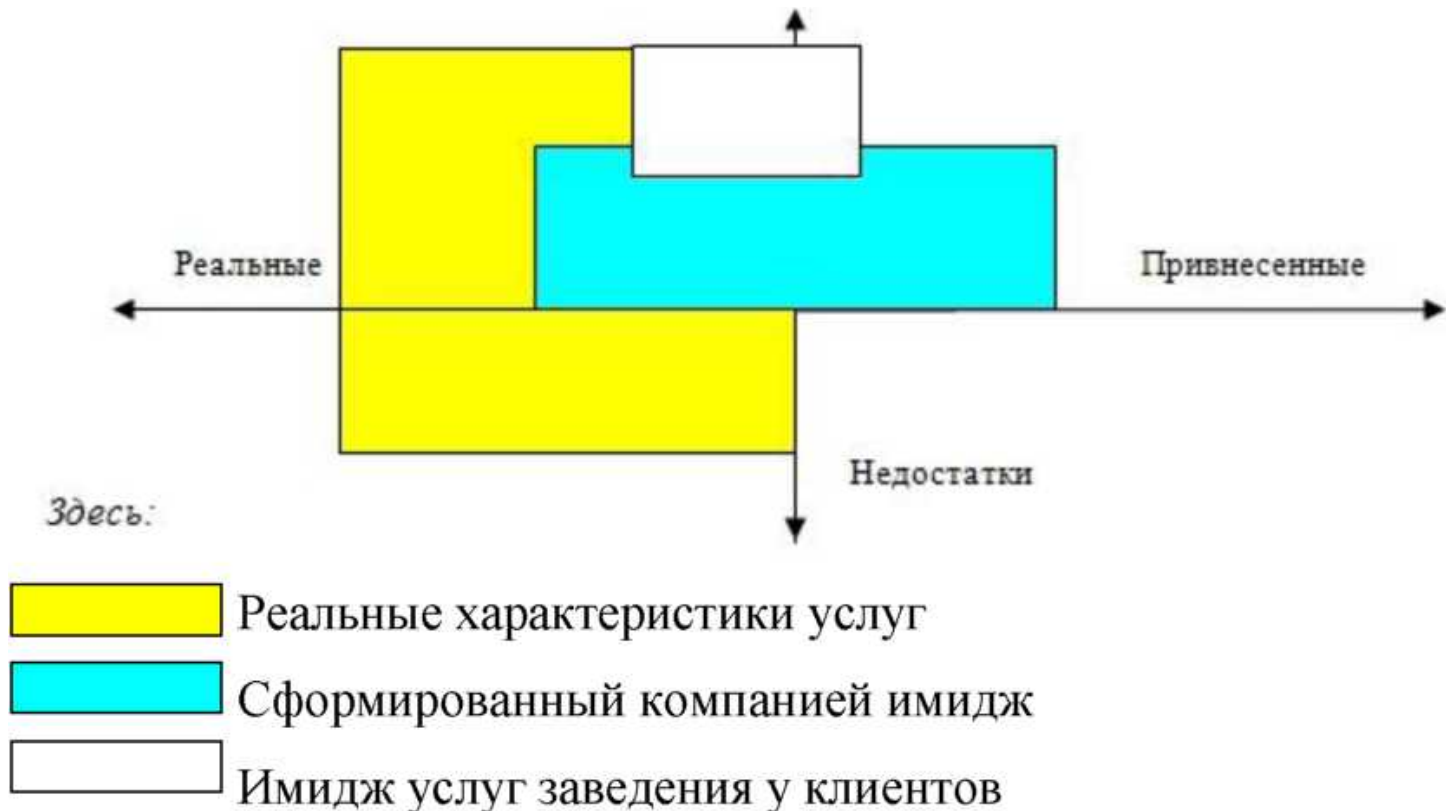 Реальные
Привнесенные
Недостатки
Здесь:
Реальные характеристики услуг
Сформированный компанией имидж
Имидж услуг заведения у клиентов